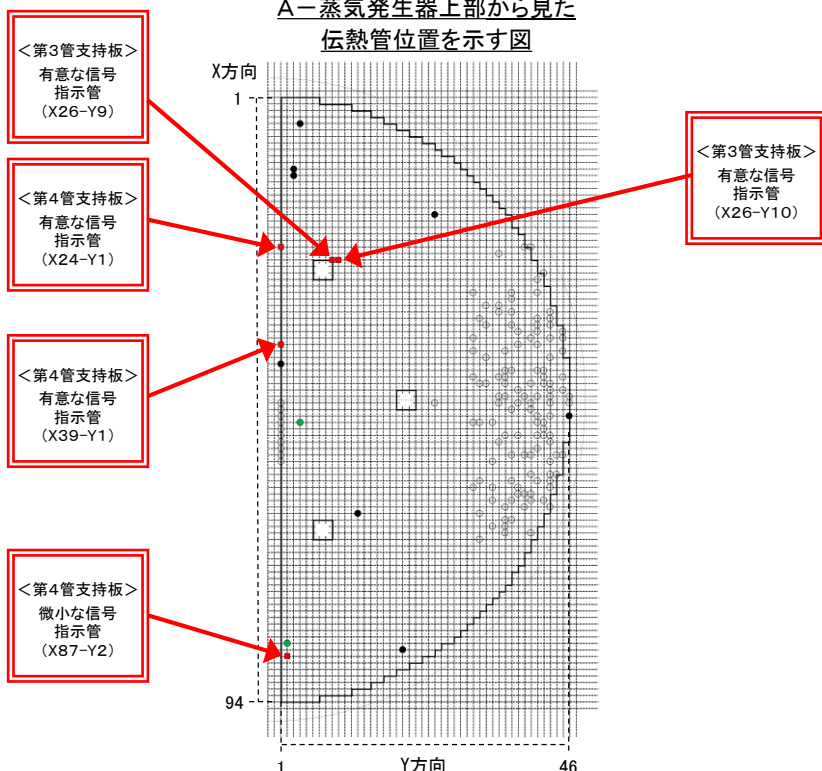 A－蒸気発生器上部から見た
伝熱管位置を示す図
X方向
1
＜第3管支持板＞
有意な信号
指示管
(X26-Y9)
＜第4管支持板＞
有意な信号
指示管
(X24-Y1)
＜第4管支持板＞
有意な信号
指示管
(X39-Y1)
＜第4管支持板＞
微小な信号
指示管
(X87-Y2)
＜第3管支持板＞
有意な信号
指示管
(X26-Y10)
94
1
Y方向
46